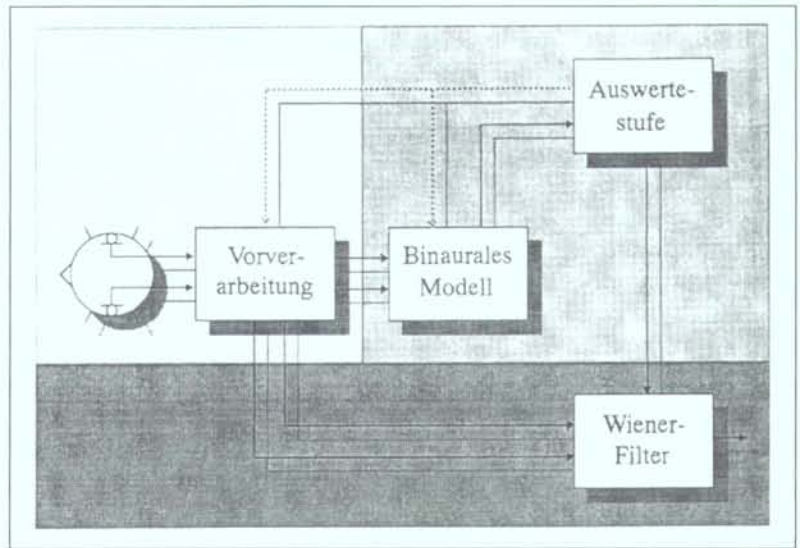 Auswerte-
stufe
Vorver-
arbeitung
Binaurales
Modell
Wiener-
Filter